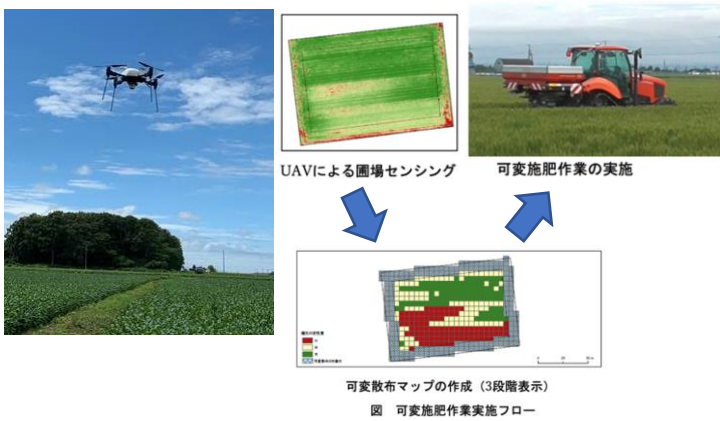 UAVによる圃場センシング
可変施肥作業の実施
可変散布マップの作成（3段階表示）
図　可変施肥作業実施フロー